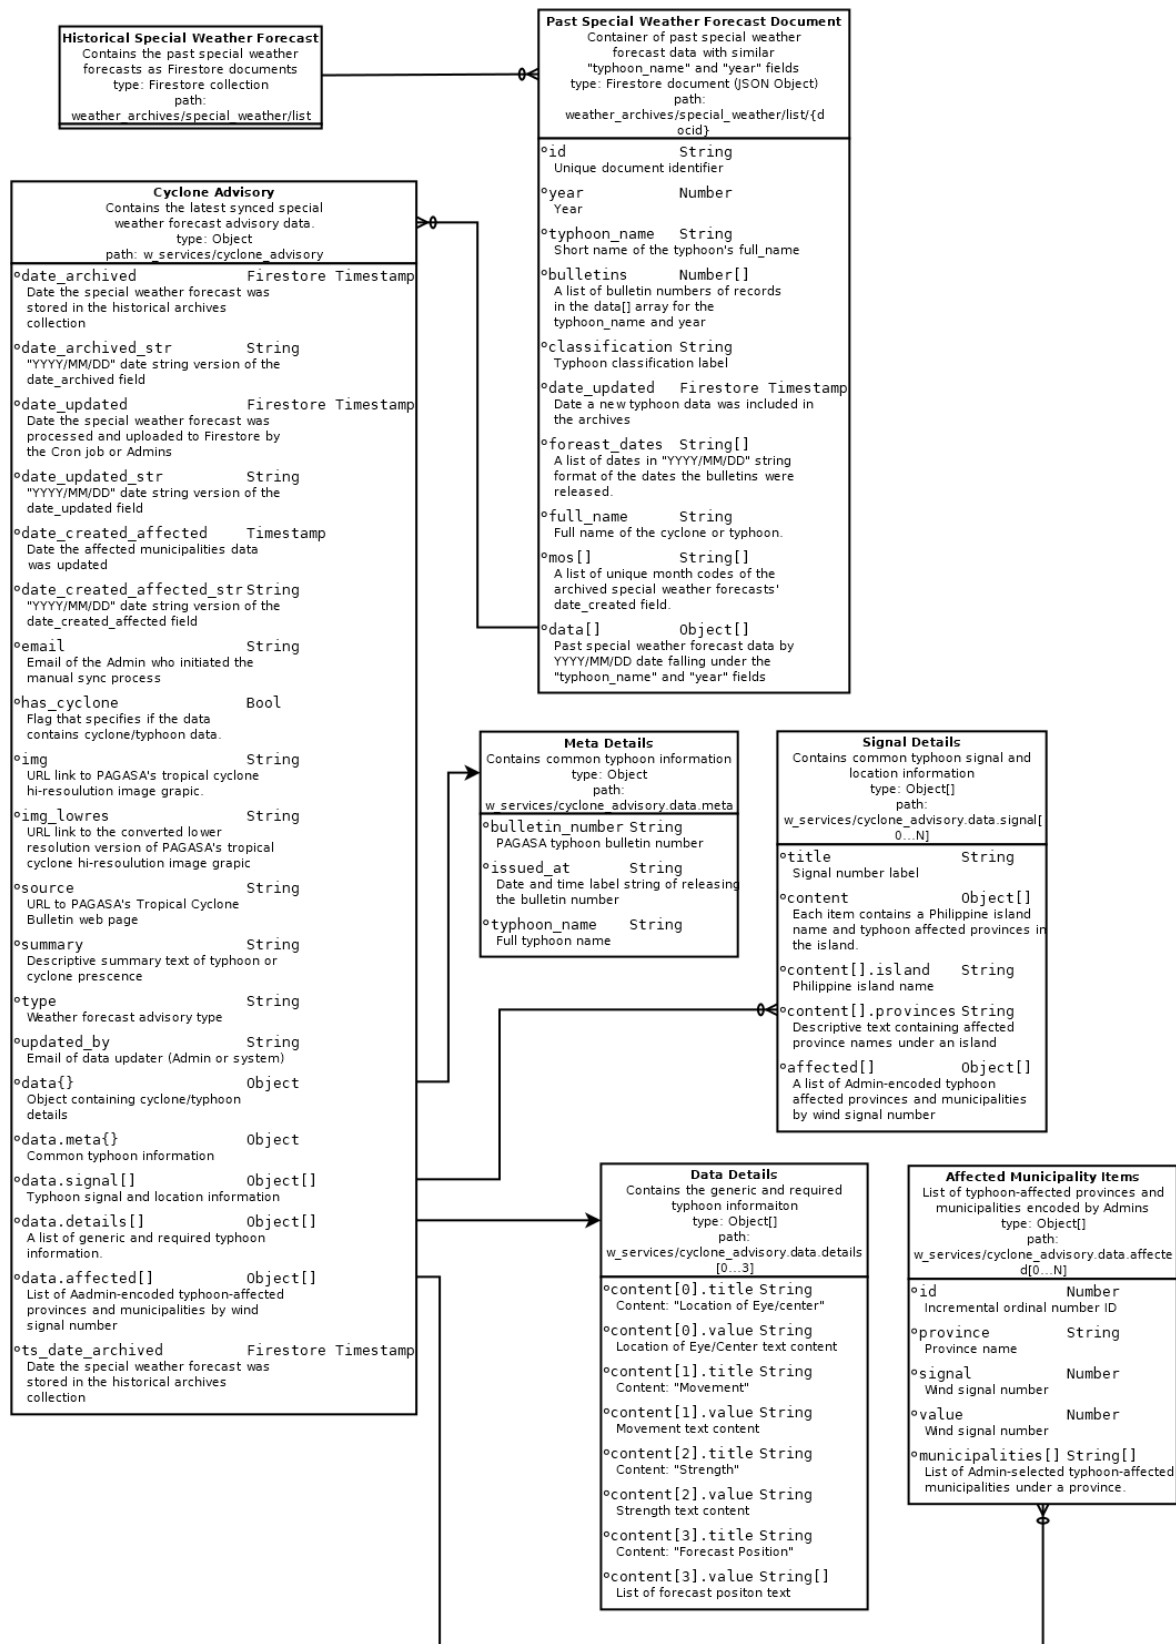 Historical Special Weather Forecast
Contains the past special weather
forecasts as Firestore documents
type: Firestore collection
path:
weather_archives/special_weather/list
Past Special Weather Forecast Document
Container of past special weather
forecast data with similar
"typhoon_name" and "year" fields
type: Firestore document (JSON Object)
path:
weather_archives/special_weather/list/{d
ocid}
id String
Unique document identifier
year Number
Year
typhoon_name String
Short name of the typhoon's full_name
bulletins Number[]
A list of bulletin numbers of records
in the data[] array for the
typhoon_name and year
classification String
Typhoon classification label
date_updated Firestore Timestamp
Date a new typhoon data was included in
the archives
foreast_dates String[]
A list of dates in "YYYY/MM/DD" string
format of the dates the bulletins were
released.
full_name String
Full name of the cyclone or typhoon.
mos[] String[]
A list of unique month codes of the
archived special weather forecasts'
date_created field.
data[] Object[]
Past special weather forecast data by
YYYY/MM/DD date falling under the
"typhoon_name" and "year" fields
Cyclone Advisory
Contains the latest synced special
weather forecast advisory data.
type: Object
path: w_services/cyclone_advisory
date_archived Firestore Timestamp
Date the special weather forecast was
stored in the historical archives
collection
date_archived_str String
"YYYY/MM/DD" date string version of the
date_archived field
date_updated Firestore Timestamp
Date the special weather forecast was
processed and uploaded to Firestore by
the Cron job or Admins
date_updated_str String
"YYYY/MM/DD" date string version of the
date_updated field
date_created_affected Timestamp
Date the affected municipalities data
was updated
date_created_affected_str String
"YYYY/MM/DD" date string version of the
date_created_affected field
email String
Email of the Admin who initiated the
manual sync process
has_cyclone Bool
Flag that specifies if the data
contains cyclone/typhoon data.
img String
URL link to PAGASA's tropical cyclone
hi-resoulution image grapic.
img_lowres String
URL link to the converted lower
resolution version of PAGASA's tropical
cyclone hi-resoulution image grapic
source String
URL to PAGASA's Tropical Cyclone
Bulletin web page
summary String
Descriptive summary text of typhoon or
cyclone prescence
type String
Weather forecast advisory type
updated_by String
Email of data updater (Admin or system)
data{} Object
Object containing cyclone/typhoon
details
data.meta{} Object
Common typhoon information
data.signal[] Object[]
Typhoon signal and location information
data.details[] Object[]
A list of generic and required typhoon
information.
data.affected[] Object[]
List of Aadmin-encoded typhoon-affected
provinces and municipalities by wind
signal number
ts_date_archived Firestore Timestamp
Date the special weather forecast was
stored in the historical archives
collection
Meta Details
Contains common typhoon information
type: Object
path:
w_services/cyclone_advisory.data.meta
bulletin_number String
PAGASA typhoon bulletin number
issued_at String
Date and time label string of releasing
the bulletin number
typhoon_name String
Full typhoon name
Signal Details
Contains common typhoon signal and
location information
type: Object[]
path:
w_services/cyclone_advisory.data.signal[
0...N]
title String
Signal number label
content Object[]
Each item contains a Philippine island
name and typhoon affected provinces in
the island.
content[].island String
Philippine island name
content[].provinces String
Descriptive text containing affected
province names under an island
affected[] Object[]
A list of Admin-encoded typhoon
affected provinces and municipalities
by wind signal number
Data Details
Contains the generic and required
typhoon informaiton
type: Object[]
path:
w_services/cyclone_advisory.data.details
[0...3]
content[0].title String
Content: "Location of Eye/center"
content[0].value String
Location of Eye/Center text content
content[1].title String
Content: "Movement"
content[1].value String
Movement text content
content[2].title String
Content: "Strength"
content[2].value String
Strength text content
content[3].title String
Content: "Forecast Position"
content[3].value String[]
List of forecast positon text
Affected Municipality Items
List of typhoon-affected provinces and
municipalities encoded by Admins
type: Object[]
path:
w_services/cyclone_advisory.data.affecte
d[0...N]
id Number
Incremental ordinal number ID
province String
Province name
signal Number
Wind signal number
value Number
Wind signal number
municipalities[] String[]
List of Admin-selected typhoon-affected
municipalities under a province.